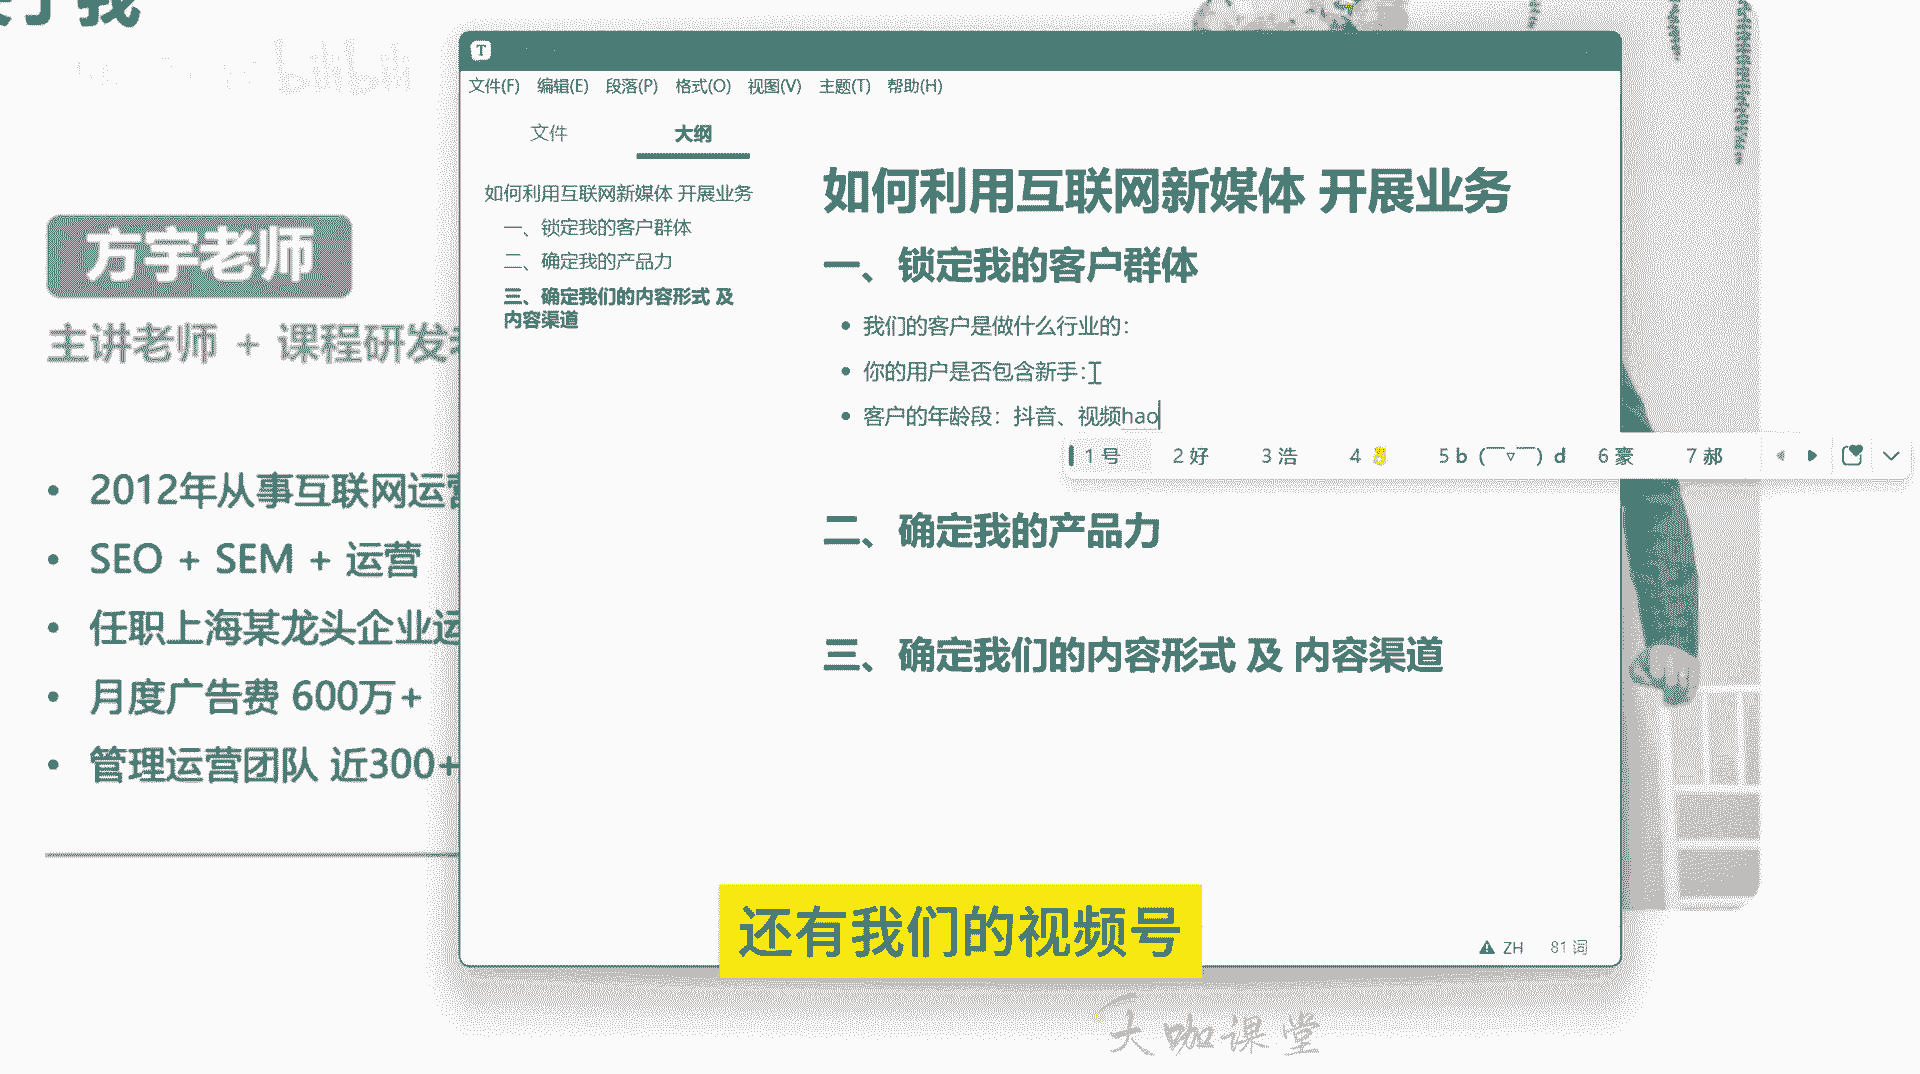 bilibili
方宇老师
主讲老师 + 课程研发
2012年从事互联网运营
SEO + SEM + 运营
任职上海某龙头企业运
月度广告费 600万+
管理运营团队 近300+
T
文件(F) 编辑(E) 段落(P) 格式(O) 视图(V) 主题(T) 帮助(H)
文件 大纲
如何利用互联网新媒体 开展业务
一、锁定我的客户群体
二、确定我的产品力
三、确定我们的内容形式 及
内容渠道
如何利用互联网新媒体 开展业务
一、锁定我的客户群体
我们的客户是做什么行业的：
你的用户是否包含新手：
客户的年龄段：抖音、视频hao
1 号 2 好 3 浩 4 👌 5 b (￣▽￣) d 6 豪 7 郝
二、确定我的产品力
三、确定我们的内容形式 及 内容渠道
还有我们的视频号
ZH 81 词
大咖课堂